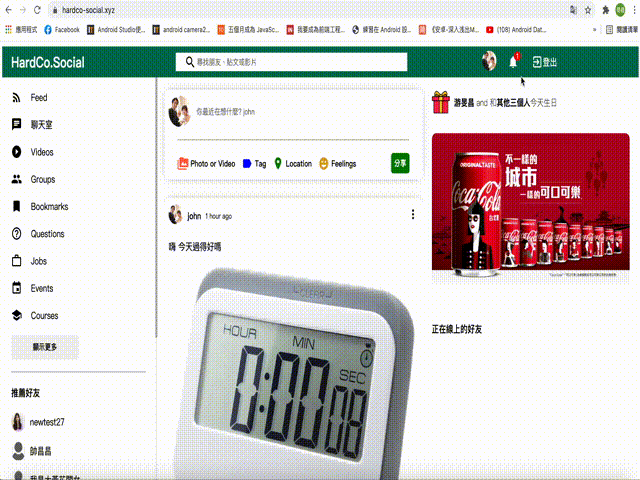 hardco-social.xyz
應用程式
Facebook
Android Studio使...
android camera2...
五個月成為 JavaSc...
我要成為前端工程...
練習在 Android 設...
《安卓-深入浅出M...
(108) Android Dat...
»
閱讀清單
HardCo.Social
尋找朋友、貼文或影片
1
登出
Feed
聊天室
Videos
Groups
Bookmarks
Questions
Jobs
Events
Courses
顯示更多
推薦好友
newtest27
帥昌昌
你最近在想什麼? john
Photo or Video
Tag
Location
Feelings
分享
john 1 hour ago
嗨 今天過得好嗎
HOUR
MIN
SEC
0:00 08
游旻昌 and 和其他三個人今天生日
ORIGINAL TASTE
Coca-Cola
台北市
不一樣的
城市
一樣的可口可樂
正在線上的好友